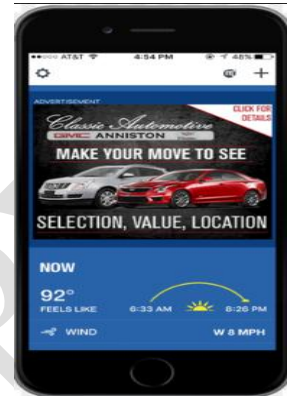 AT&T 4:54 PM 48%
ADVERTISEMENT
CLICK FOR
DETAILS
Classic Automotive
GMC ANNISTON
MAKE YOUR MOVE TO SEE
SELECTION, VALUE, LOCATION
NOW
92°
FEELS LIKE 6:33 AM 8:26 PM
WIND W 8 MPH